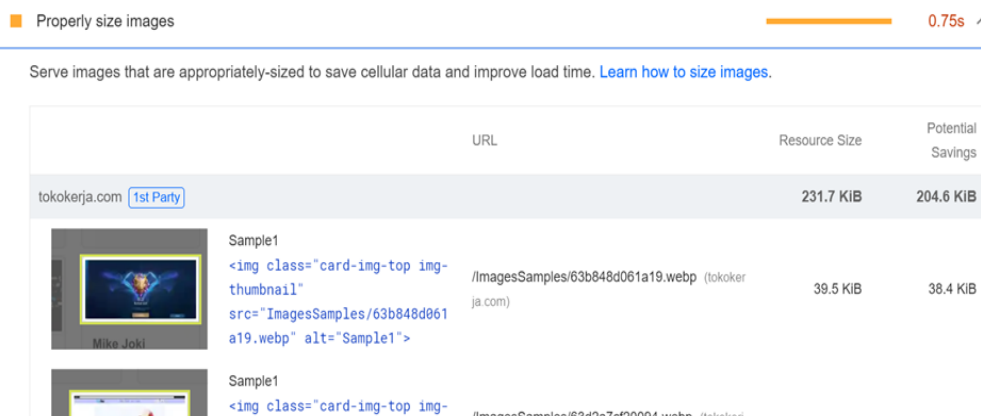 Properly size images 0.75s
Serve images that are appropriately-sized to save cellular data and improve load time. Learn how to size images.
URL Resource Size Potential Savings
tokokerja.com 1st Party 231.7 KiB 204.6 KiB
Sample1
<img class="card-img-top img-
thumbnail"
src="ImagesSamples/63b848d061
a19.webp" alt="Sample1">
/ImagesSamples/63b848d061a19.webp (tokoker
ja.com)
39.5 KiB 38.4 KiB
Mike Joki
Sample1
<img class="card-img-top img-